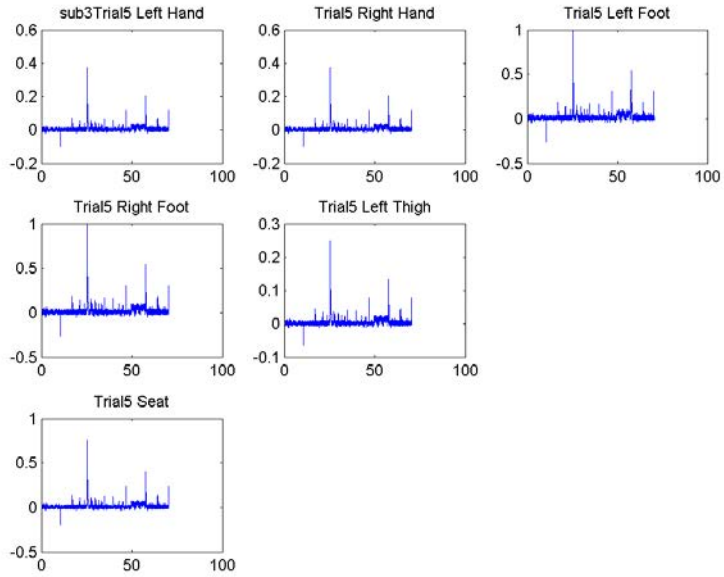 sub3Trial5 Left Hand
0.6
0.4
0.2
0
-0.2
0 50 100
Trial5 Right Hand
0.6
0.4
0.2
0
-0.2
0 50 100
Trial5 Left Foot
1
0.5
0
-0.5
0 50 100
Trial5 Right Foot
1
0.5
0
-0.5
0 50 100
Trial5 Left Thigh
0.3
0.2
0.1
0
-0.1
0 50 100
Trial5 Seat
1
0.5
0
-0.5
0 50 100